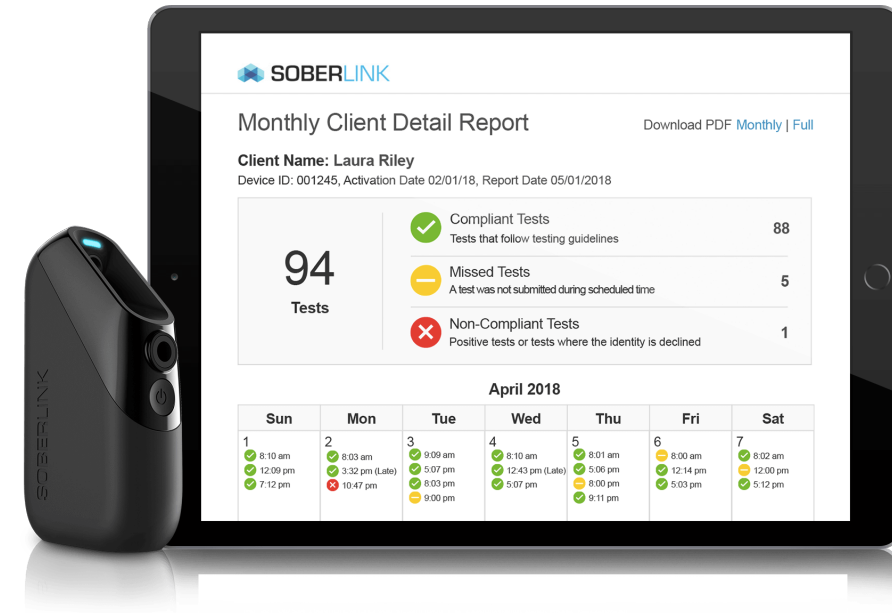 SOBERLINK
Monthly Client Detail Report
Download PDF Monthly | Full
Client Name: Laura Riley
Device ID: 001245, Activation Date 02/01/18, Report Date 05/01/2018
94
Tests
Compliant Tests
Tests that follow testing guidelines
88
Missed Tests
A test was not submitted during scheduled time
5
Non-Compliant Tests
Positive tests or tests where the identity is declined
1
April 2018
Sun Mon Tue Wed Thu Fri Sat
1 2 3 4 5 6 7
8:10 am 8:03 am 9:09 am 8:10 am 8:01 am 8:00 am 8:02 am
12:09 pm 3:32 pm (Late) 5:07 pm 12:43 pm (Late) 5:06 pm 12:14 pm 12:00 pm
7:12 pm 10:47 pm 8:03 pm 5:07 pm 8:00 pm 5:03 pm 5:12 pm
9:00 pm 9:11 pm
SOBERLINK